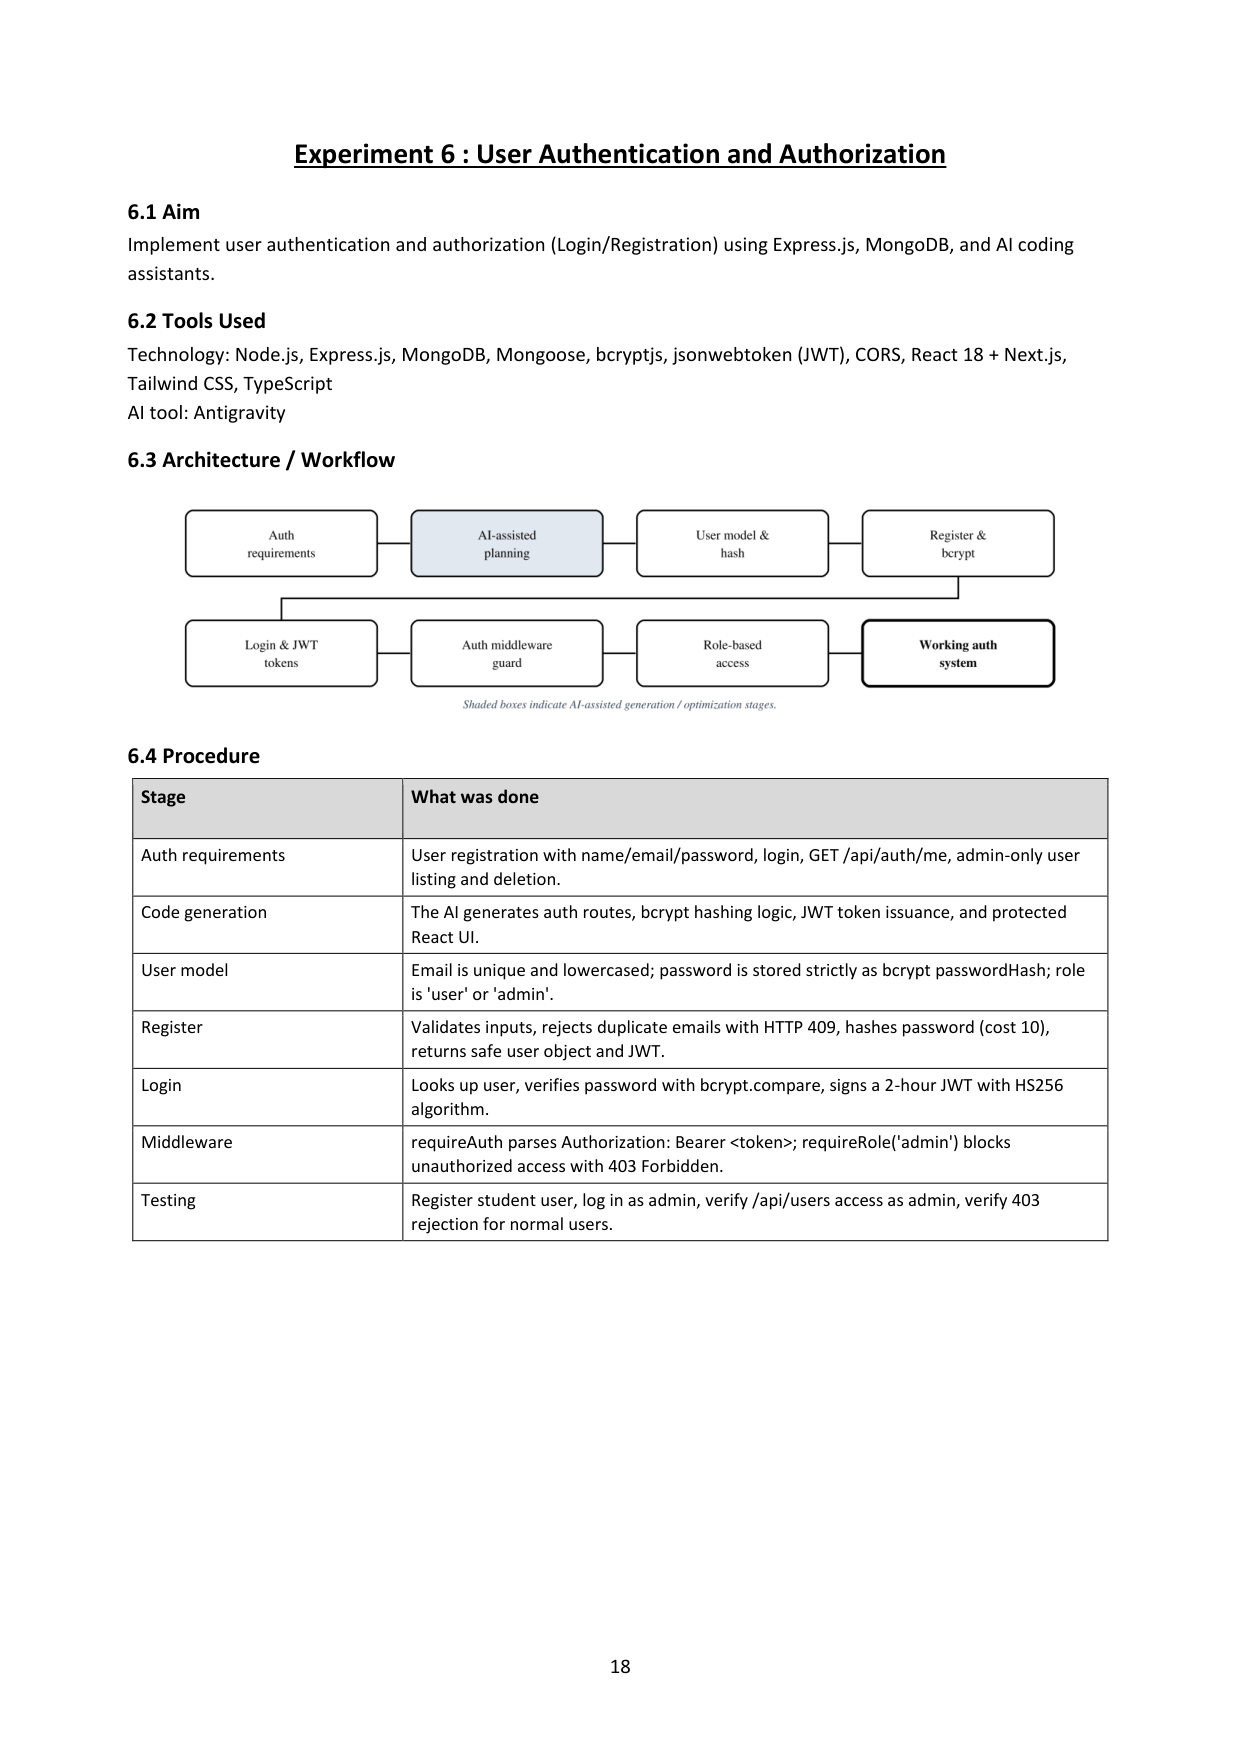 Experiment 6 : User Authentication and Authorization
6.1 Aim
Implement user authentication and authorization (Login/Registration) using Express.js, MongoDB, and AI coding
assistants.
6.2 Tools Used
Technology: Node.js, Express.js, MongoDB, Mongoose, bcryptjs, jsonwebtoken (JWT), CORS, React 18 + Next.js,
Tailwind CSS, TypeScript
AI tool: Antigravity
6.3 Architecture / Workflow
Auth
requirements
AI-assisted
planning
User model &
hash
Register &
bcrypt
Login & JWT
tokens
Auth middleware
guard
Role-based
access
Working auth
system
Shaded boxes indicate AI-assisted generation / optimization stages.
6.4 Procedure
Stage
What was done
Auth requirements
User registration with name/email/password, login, GET /api/auth/me, admin-only user
listing and deletion.
Code generation
The AI generates auth routes, bcrypt hashing logic, JWT token issuance, and protected
React UI.
User model
Email is unique and lowercased; password is stored strictly as bcrypt passwordHash; role
is 'user' or 'admin'.
Register
Validates inputs, rejects duplicate emails with HTTP 409, hashes password (cost 10),
returns safe user object and JWT.
Login
Looks up user, verifies password with bcrypt.compare, signs a 2-hour JWT with HS256
algorithm.
Middleware
requireAuth parses Authorization: Bearer <token>; requireRole('admin') blocks
unauthorized access with 403 Forbidden.
Testing
Register student user, log in as admin, verify /api/users access as admin, verify 403
rejection for normal users.
18